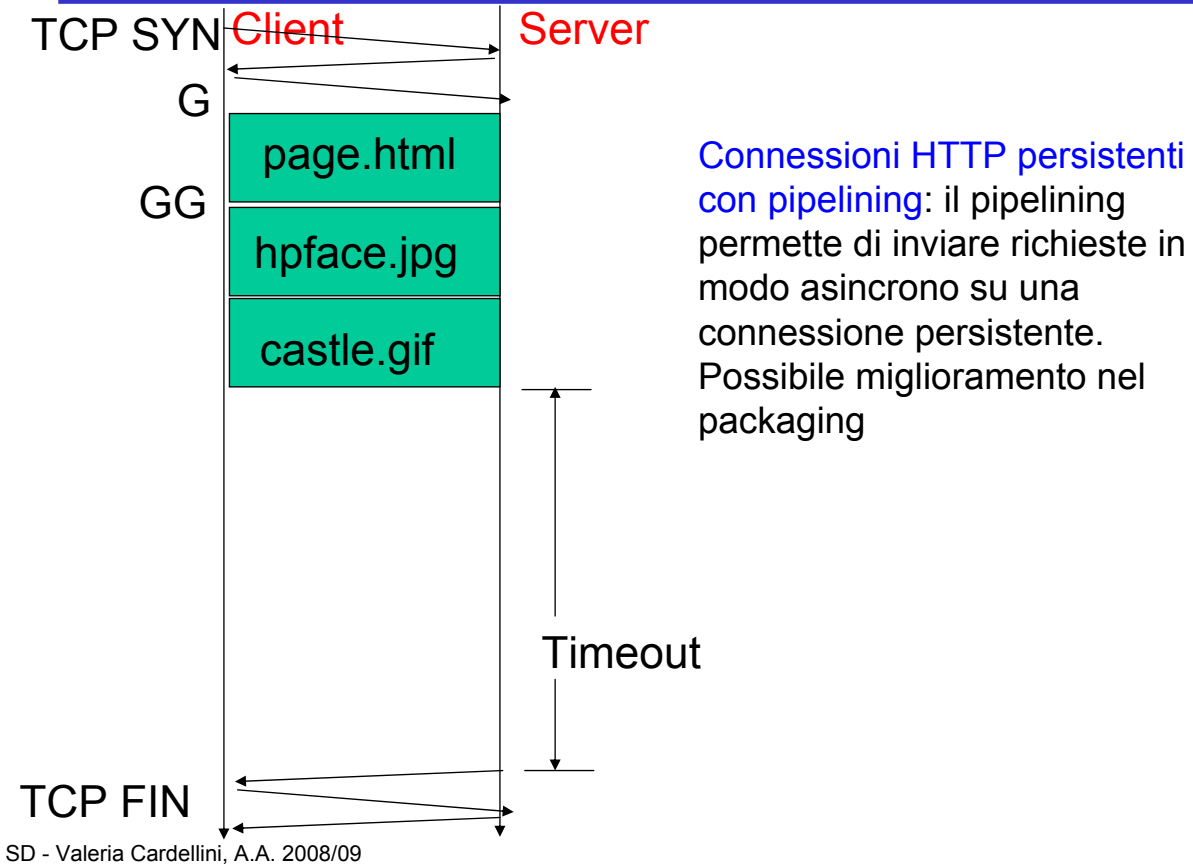 TCP SYN
Client
Server
G
page.html
GG
hpface.jpg
castle.gif
Connessioni HTTP persistenti
con pipelining: il pipelining
permette di inviare richieste in
modo asincrono su una
connessione persistente.
Possibile miglioramento nel
packaging
Timeout
TCP FIN
SD - Valeria Cardellini, A.A. 2008/09